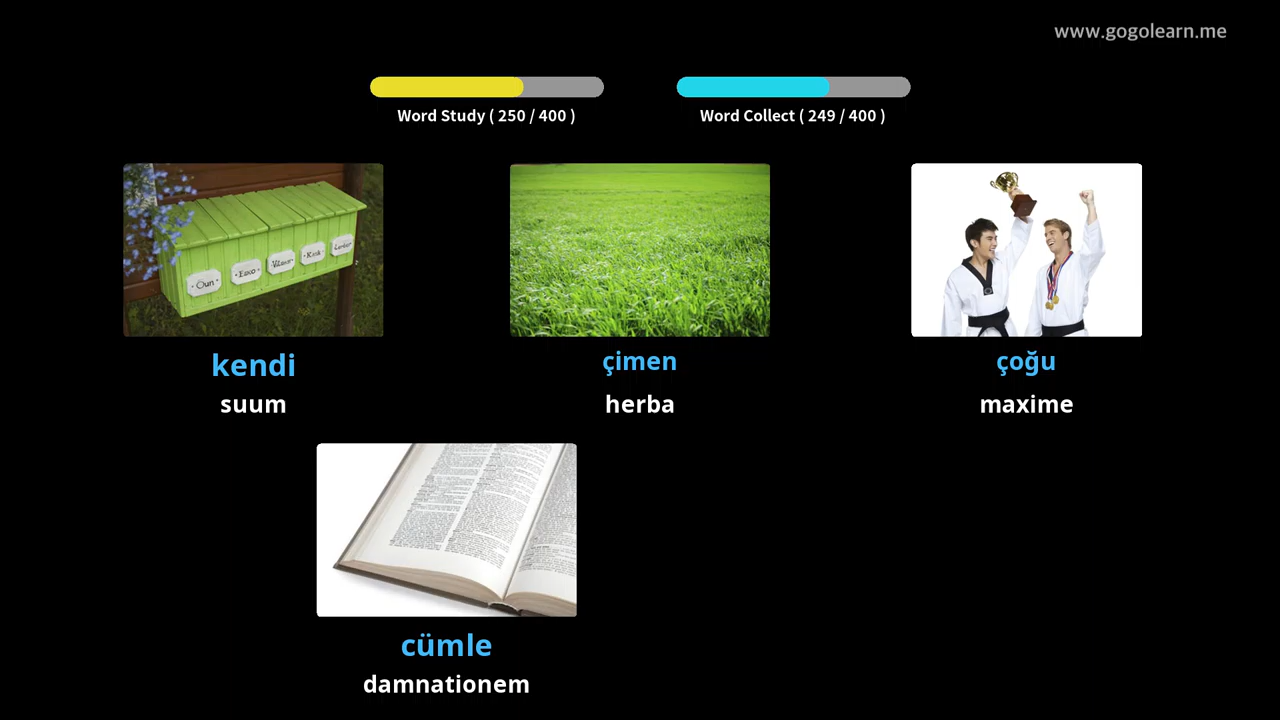 www.gogolearn.me
Word Study ( 250 / 400 )
Word Collect ( 249 / 400 )
kendi
suum
çimen
herba
çoğu
maxime
cümle
damnationem